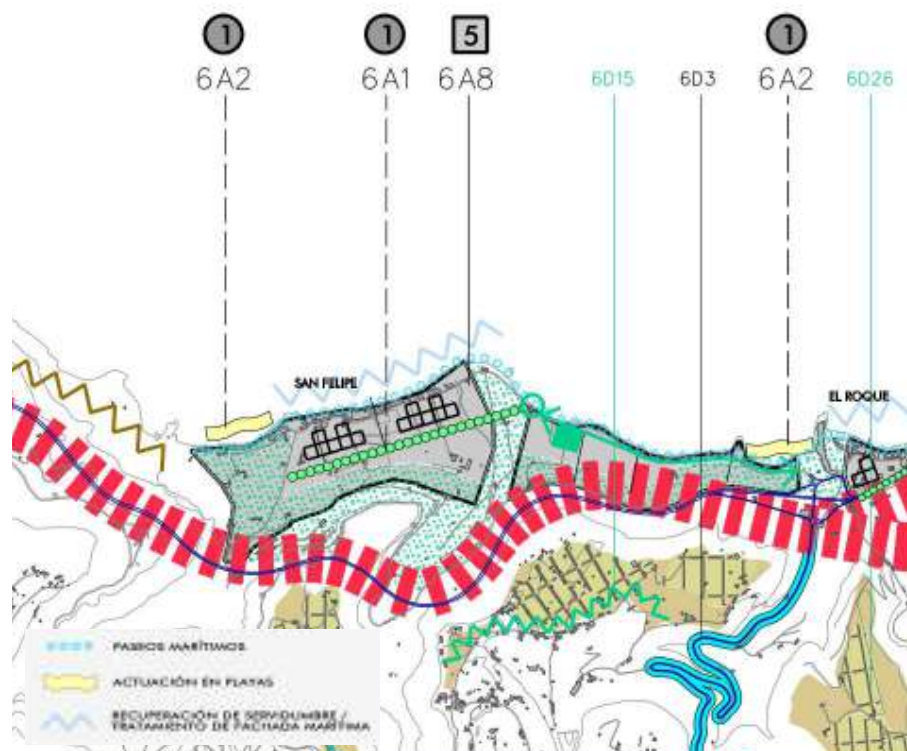 1 1 5 1
6A2 6A1 6A8 6D15 6D3 6A2 6D26
SAN FELIPE
EL ROQUE
PASEOS MARÍTIMOS
ACTUACIÓN EN PLAYAS
RECUPERACIÓN DE SERVIDUMBRE /
TRATAMIENTO DE FACHADA MARÍTIMA